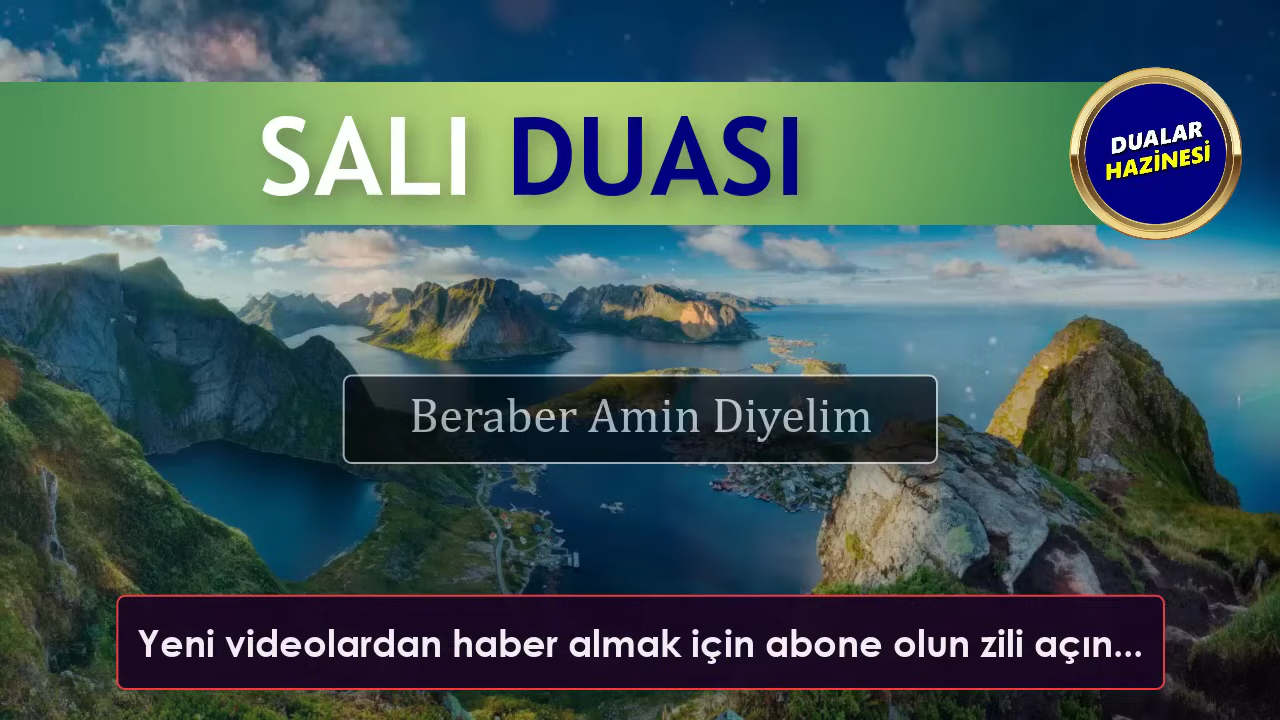 SALI DUASI
DUALAR
HAZİNESİ
Beraber Amin Diyelim
Yeni videolardan haber almak için abone olun zili açın...